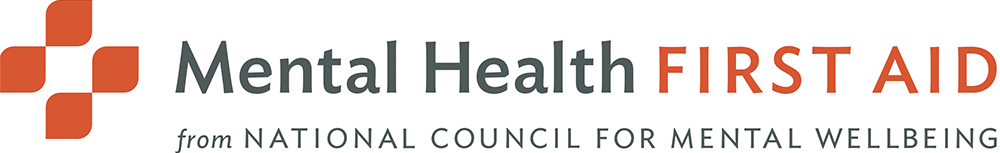 Mental Health FIRST AID
from NATIONAL COUNCIL FOR MENTAL WELLBEING